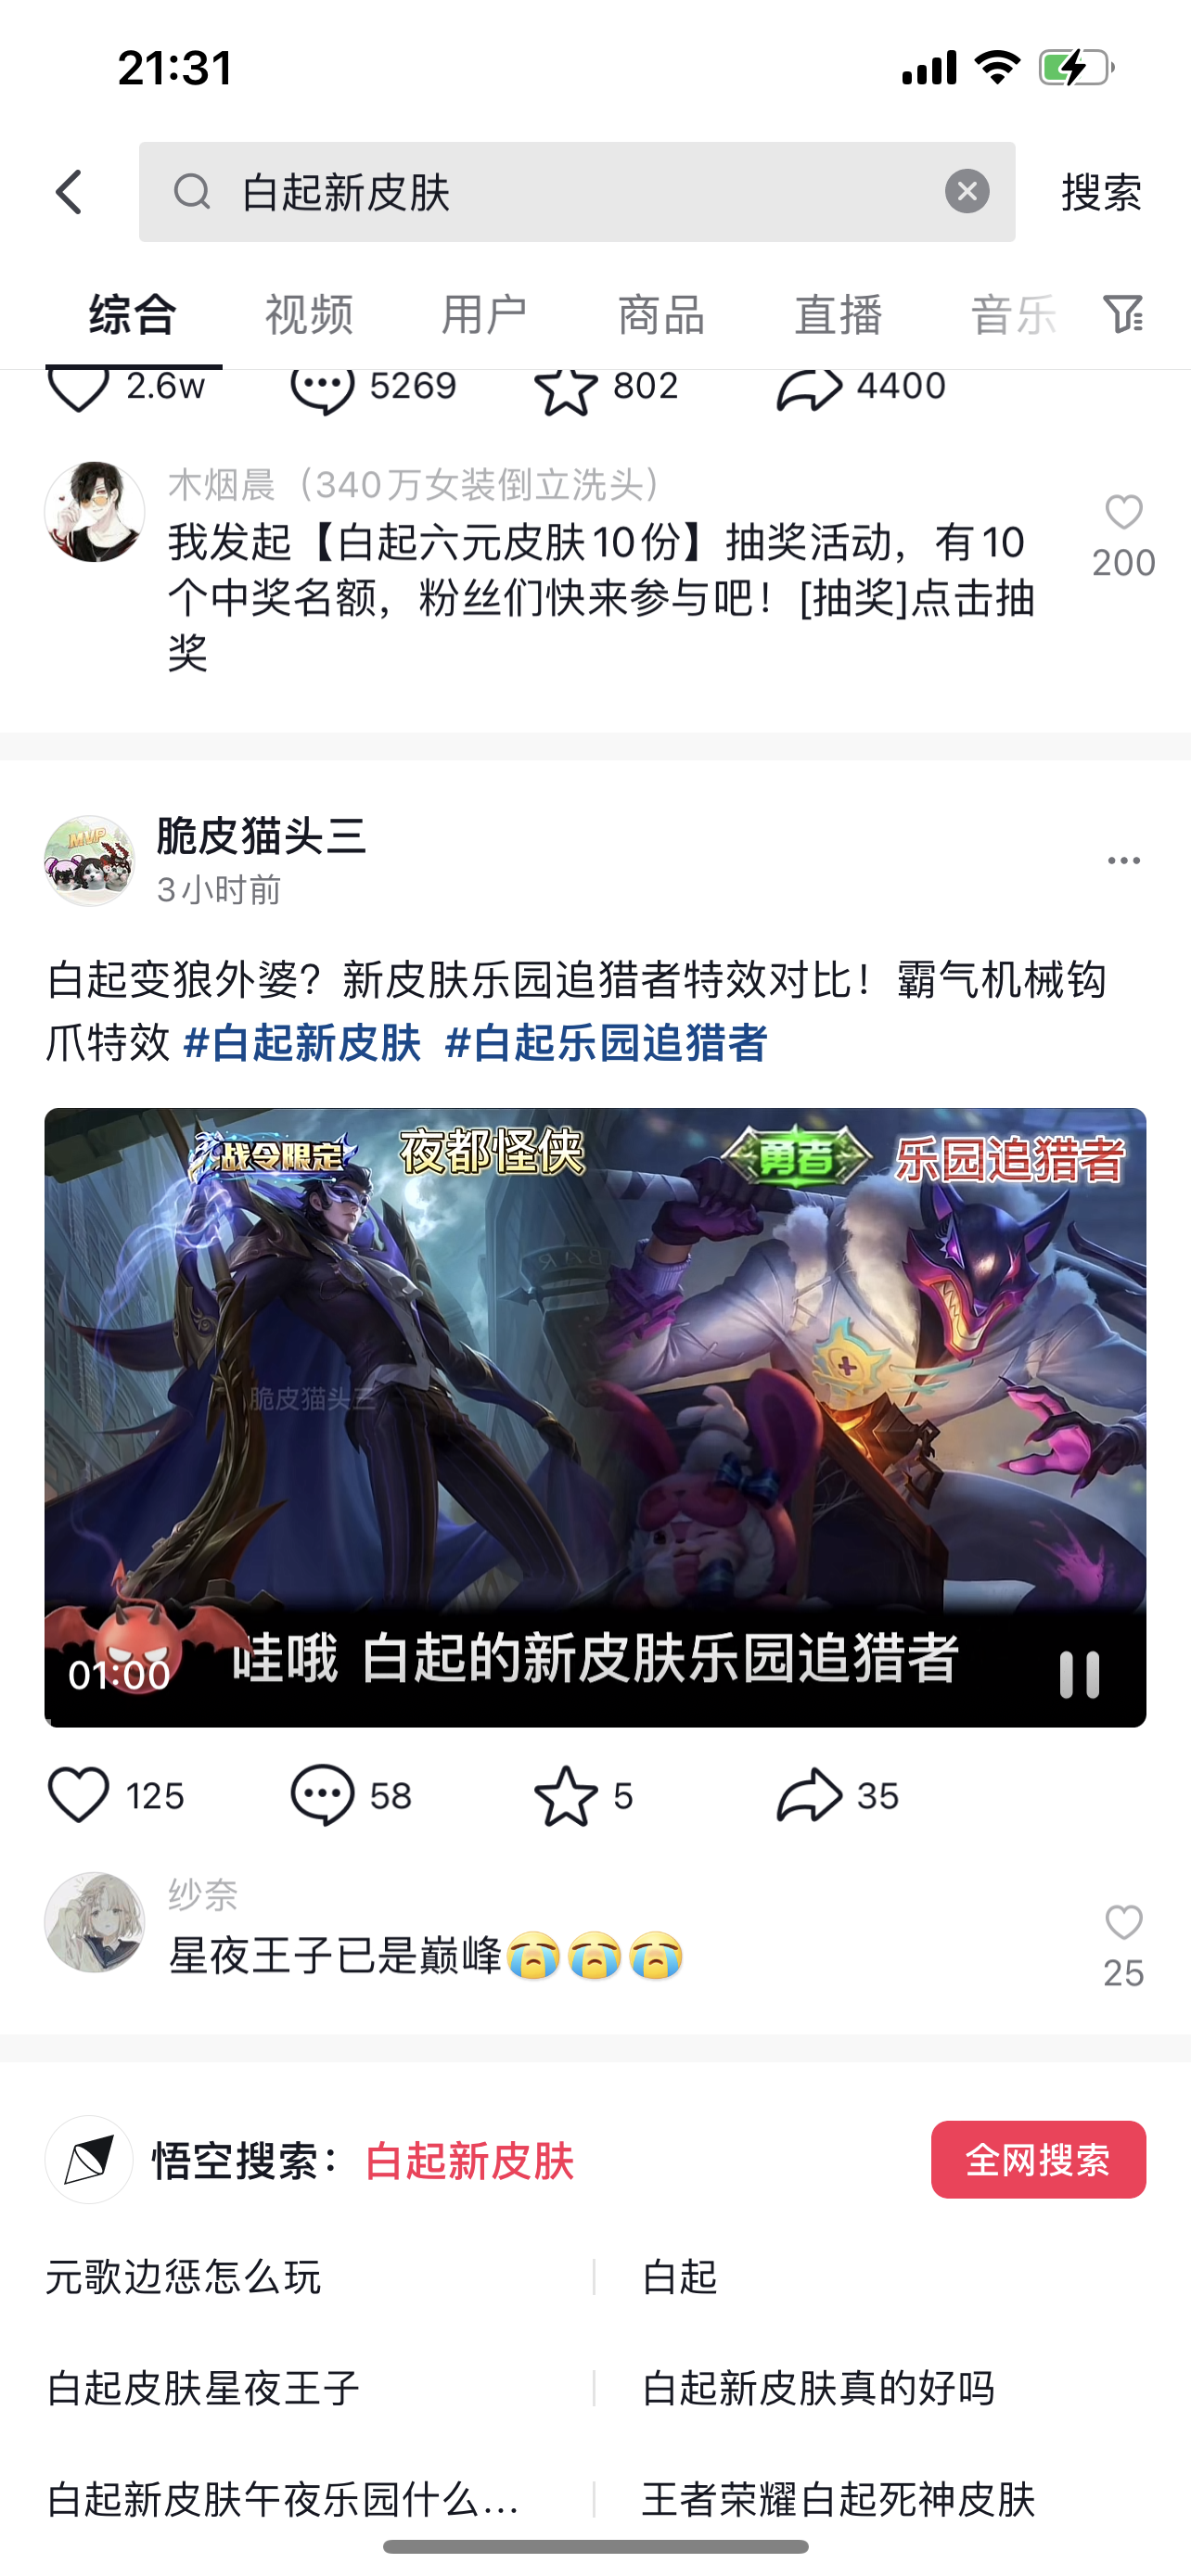 21:31
白起新皮肤
搜索
综合 视频 用户 商品 直播 音乐
2.6w 5269 802 4400
木烟晨（340万女装倒立洗头）
我发起【白起六元皮肤10份】抽奖活动，有10
个中奖名额，粉丝们快来参与吧！[抽奖]点击抽
奖
200
MVP
脆皮猫头三
3小时前
白起变狼外婆？新皮肤乐园追猎者特效对比！霸气机械钩
爪特效 #白起新皮肤 #白起乐园追猎者
战令限定 夜都怪侠 勇者 乐园追猎者
BAR
脆皮猫头三
哇哦 白起的新皮肤乐园追猎者
01:00
125 58 5 35
纱奈
星夜王子已是巅峰😭😭😭
25
悟空搜索：白起新皮肤
全网搜索
元歌边惩怎么玩
白起
白起皮肤星夜王子
白起新皮肤真的好吗
白起新皮肤午夜乐园什么...
王者荣耀白起死神皮肤